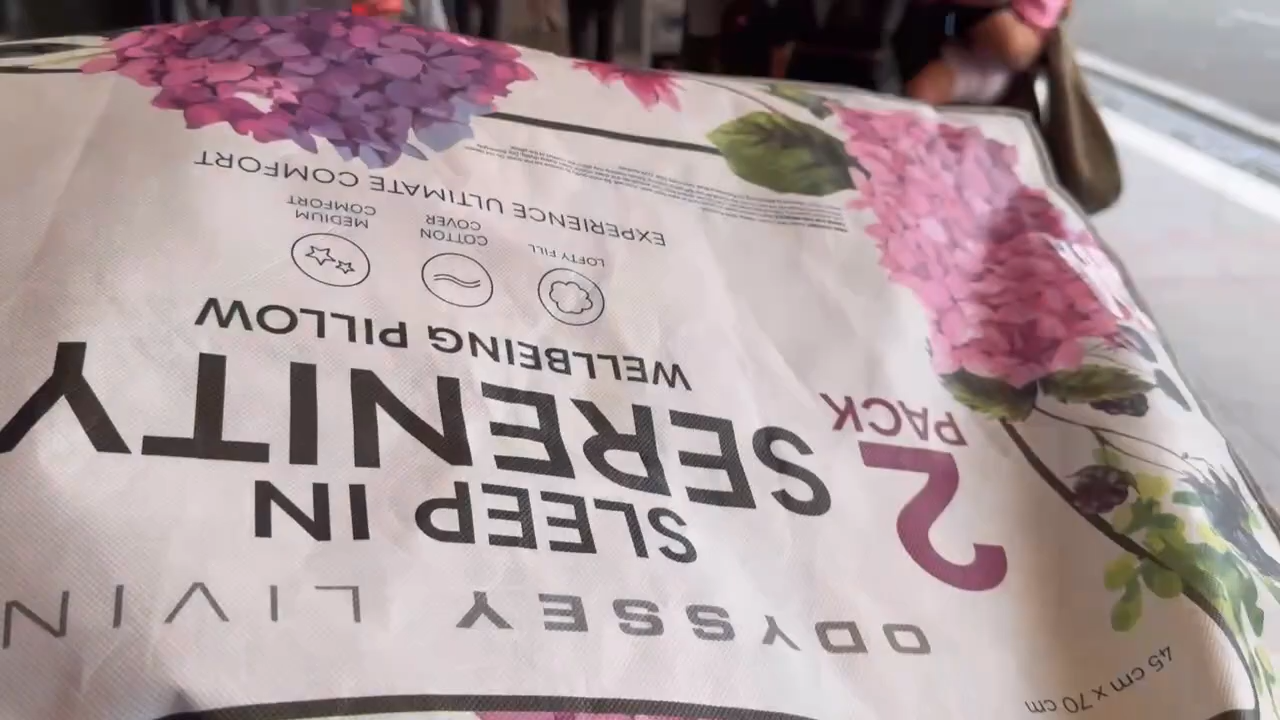 45 cm x 70 cm
ODYSSEY LIVIN
SLEEP IN
SERENITY
2
PACK
WELLBEING PILLOW
LOFTY FILL
COTTON
COVER
MEDIUM
COMFORT
EXPERIENCE ULTIMATE COMFORT